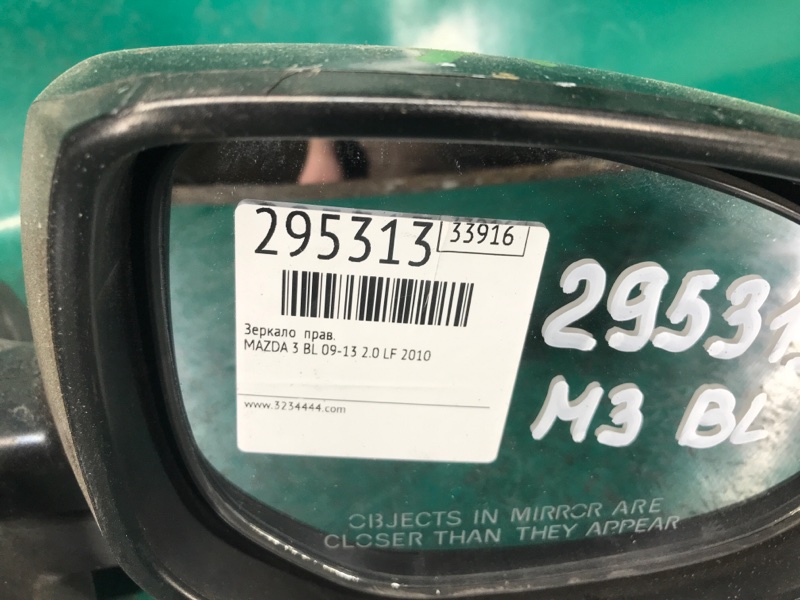 295313
33916
Зеркало прав.
MAZDA 3 BL 09-13 2.0 LF 2010
www.3234444.com
295313
M3 BL
OBJECTS IN MIRROR ARE
CLOSER THAN THEY APPEAR